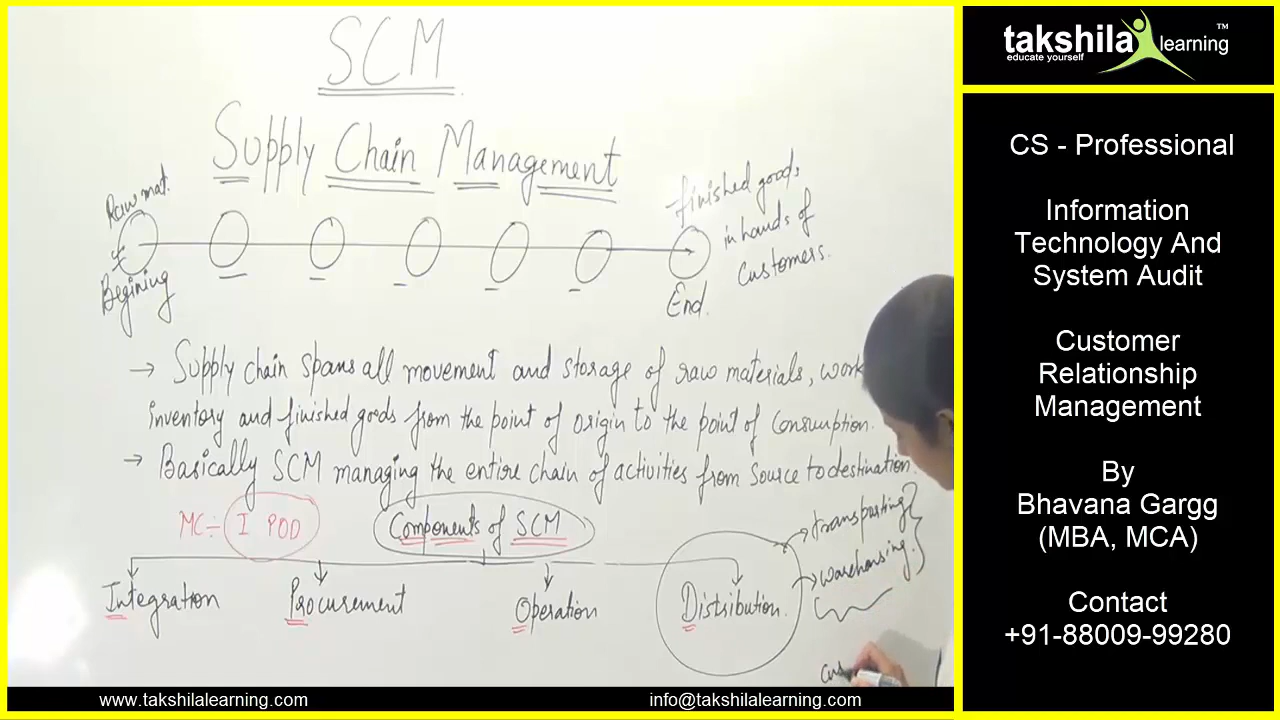 SCM
Supply Chain Management
Raw mat.
Begining
finished goods
in hands of
customers.
End.
→ Supply chain spans all movement and storage of raw materials, work
inventory and finished goods from the point of origin to the point of consumption.
→ Basically SCM managing the entire chain of activities from source to destination.
MC:- I POD
Components of SCM
transporting
warehousing
Integration
Procurement
Operation
Distribution.
cus
takshila learning ™
educate yourself
CS - Professional
Information
Technology And
System Audit
Customer
Relationship
Management
By
Bhavana Gargg
(MBA, MCA)
Contact
+91-88009-99280
www.takshilalearning.com
info@takshilalearning.com